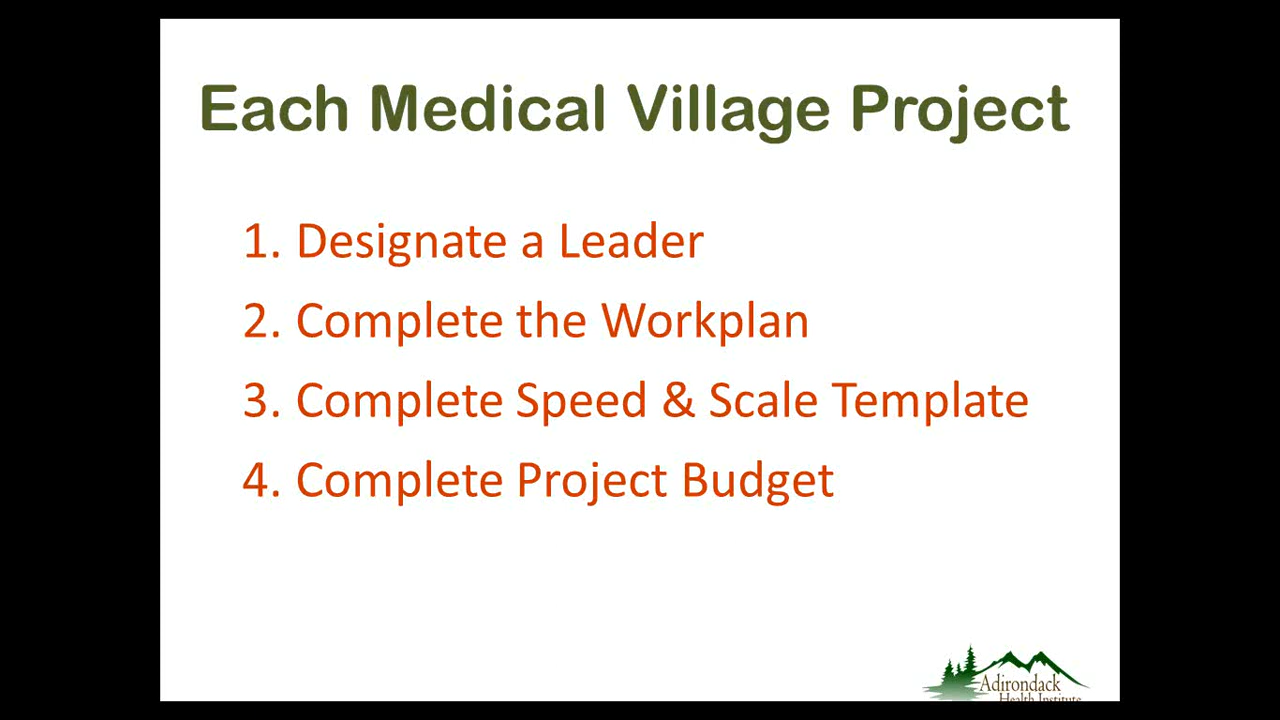 Each Medical Village Project
1. Designate a Leader
2. Complete the Workplan
3. Complete Speed & Scale Template
4. Complete Project Budget
Adirondack
Health Institute